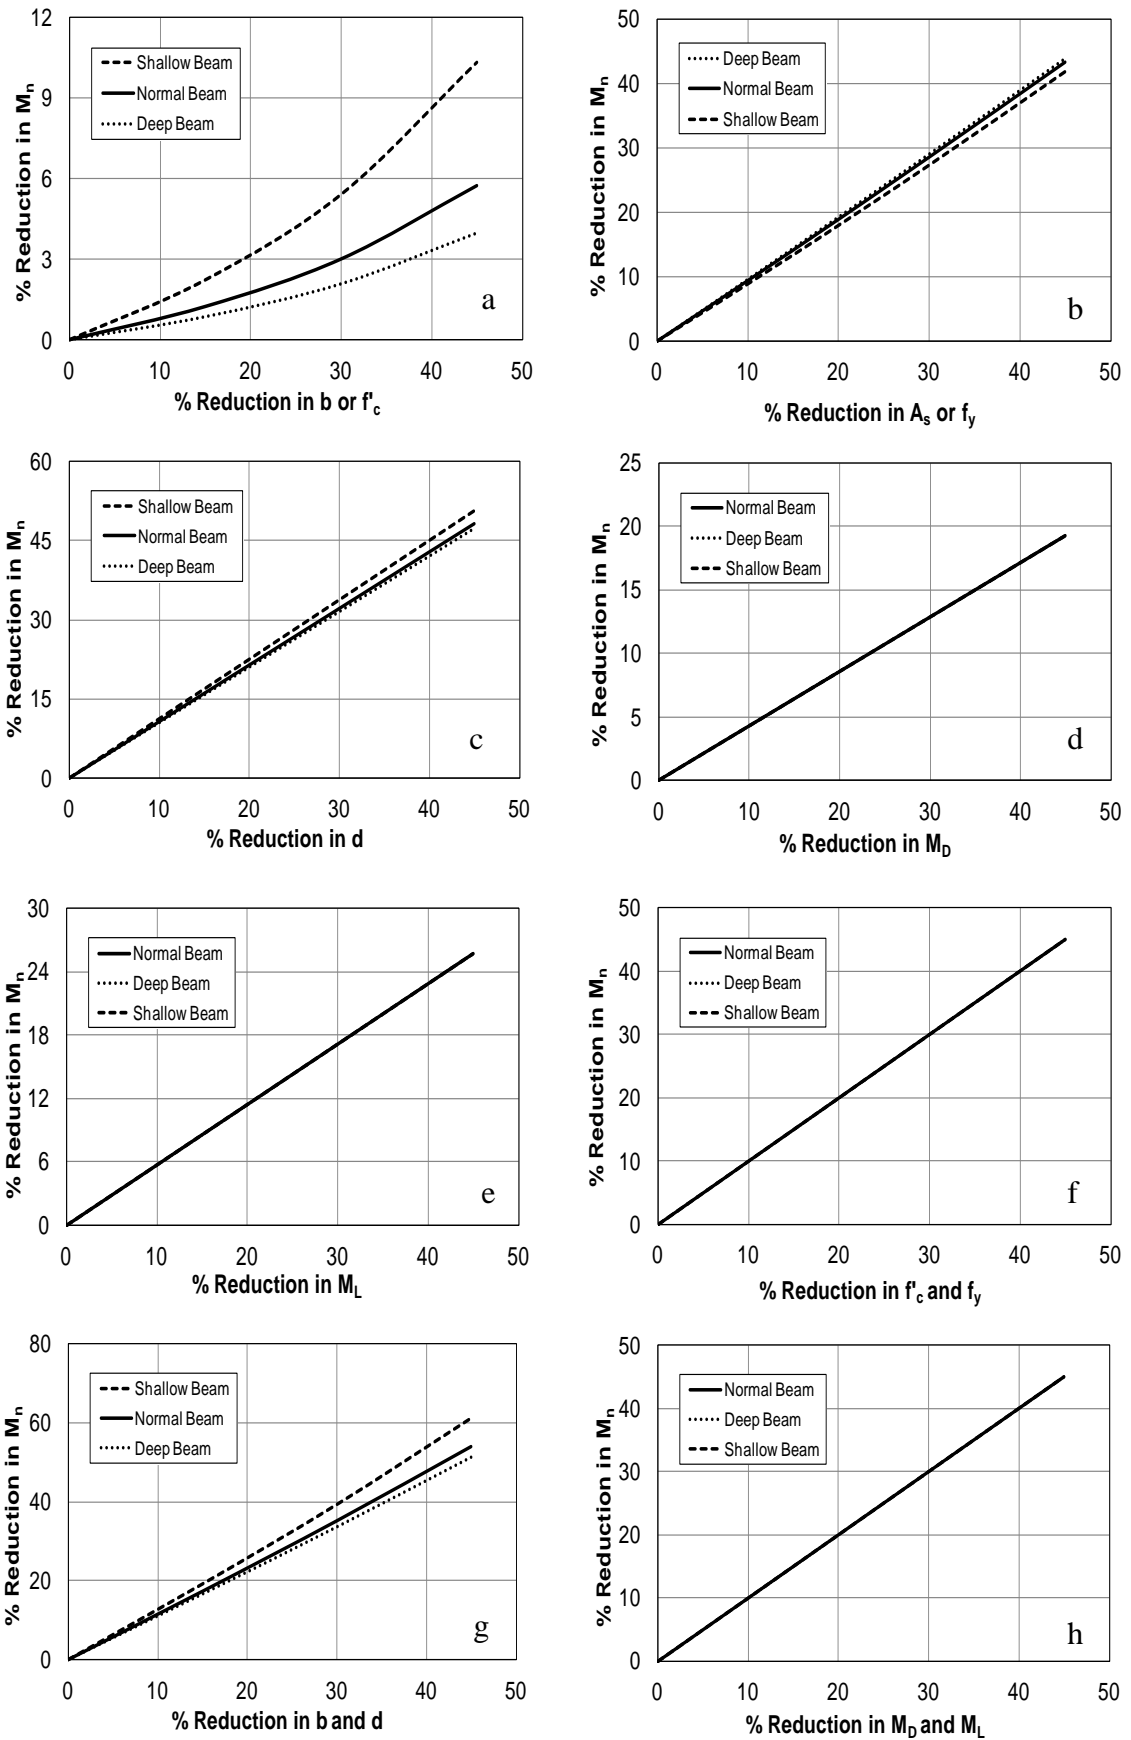 12
9
6
3
0
% Reduction in Mn
Shallow Beam
Normal Beam
Deep Beam
a
0 10 20 30 40 50
% Reduction in b or f'c
50
40
30
20
10
0
% Reduction in Mn
Deep Beam
Normal Beam
Shallow Beam
b
0 10 20 30 40 50
% Reduction in As or fy
60
45
30
15
0
% Reduction in Mn
Shallow Beam
Normal Beam
Deep Beam
c
0 10 20 30 40 50
% Reduction in d
25
20
15
10
5
0
% Reduction in Mn
Normal Beam
Deep Beam
Shallow Beam
d
0 10 20 30 40 50
% Reduction in MD
30
24
18
12
6
0
% Reduction in Mn
Normal Beam
Deep Beam
Shallow Beam
e
0 10 20 30 40 50
% Reduction in ML
50
40
30
20
10
0
% Reduction in Mn
Normal Beam
Deep Beam
Shallow Beam
f
0 10 20 30 40 50
% Reduction in f'c and fy
80
60
40
20
0
% Reduction in Mn
Shallow Beam
Normal Beam
Deep Beam
g
0 10 20 30 40 50
% Reduction in b and d
50
40
30
20
10
0
% Reduction in Mn
Normal Beam
Deep Beam
Shallow Beam
h
0 10 20 30 40 50
% Reduction in MD and ML